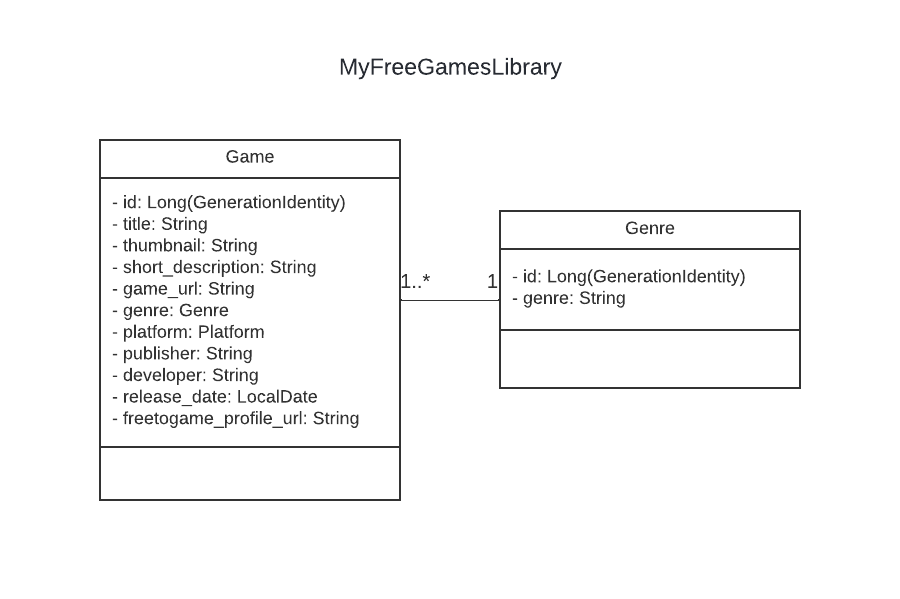 MyFreeGamesLibrary
Game
- id: Long(GenerationIdentity)
- title: String
- thumbnail: String
- short_description: String
- game_url: String
- genre: Genre
- platform: Platform
- publisher: String
- developer: String
- release_date: LocalDate
- freetogame_profile_url: String
1..*
1
Genre
- id: Long(GenerationIdentity)
- genre: String